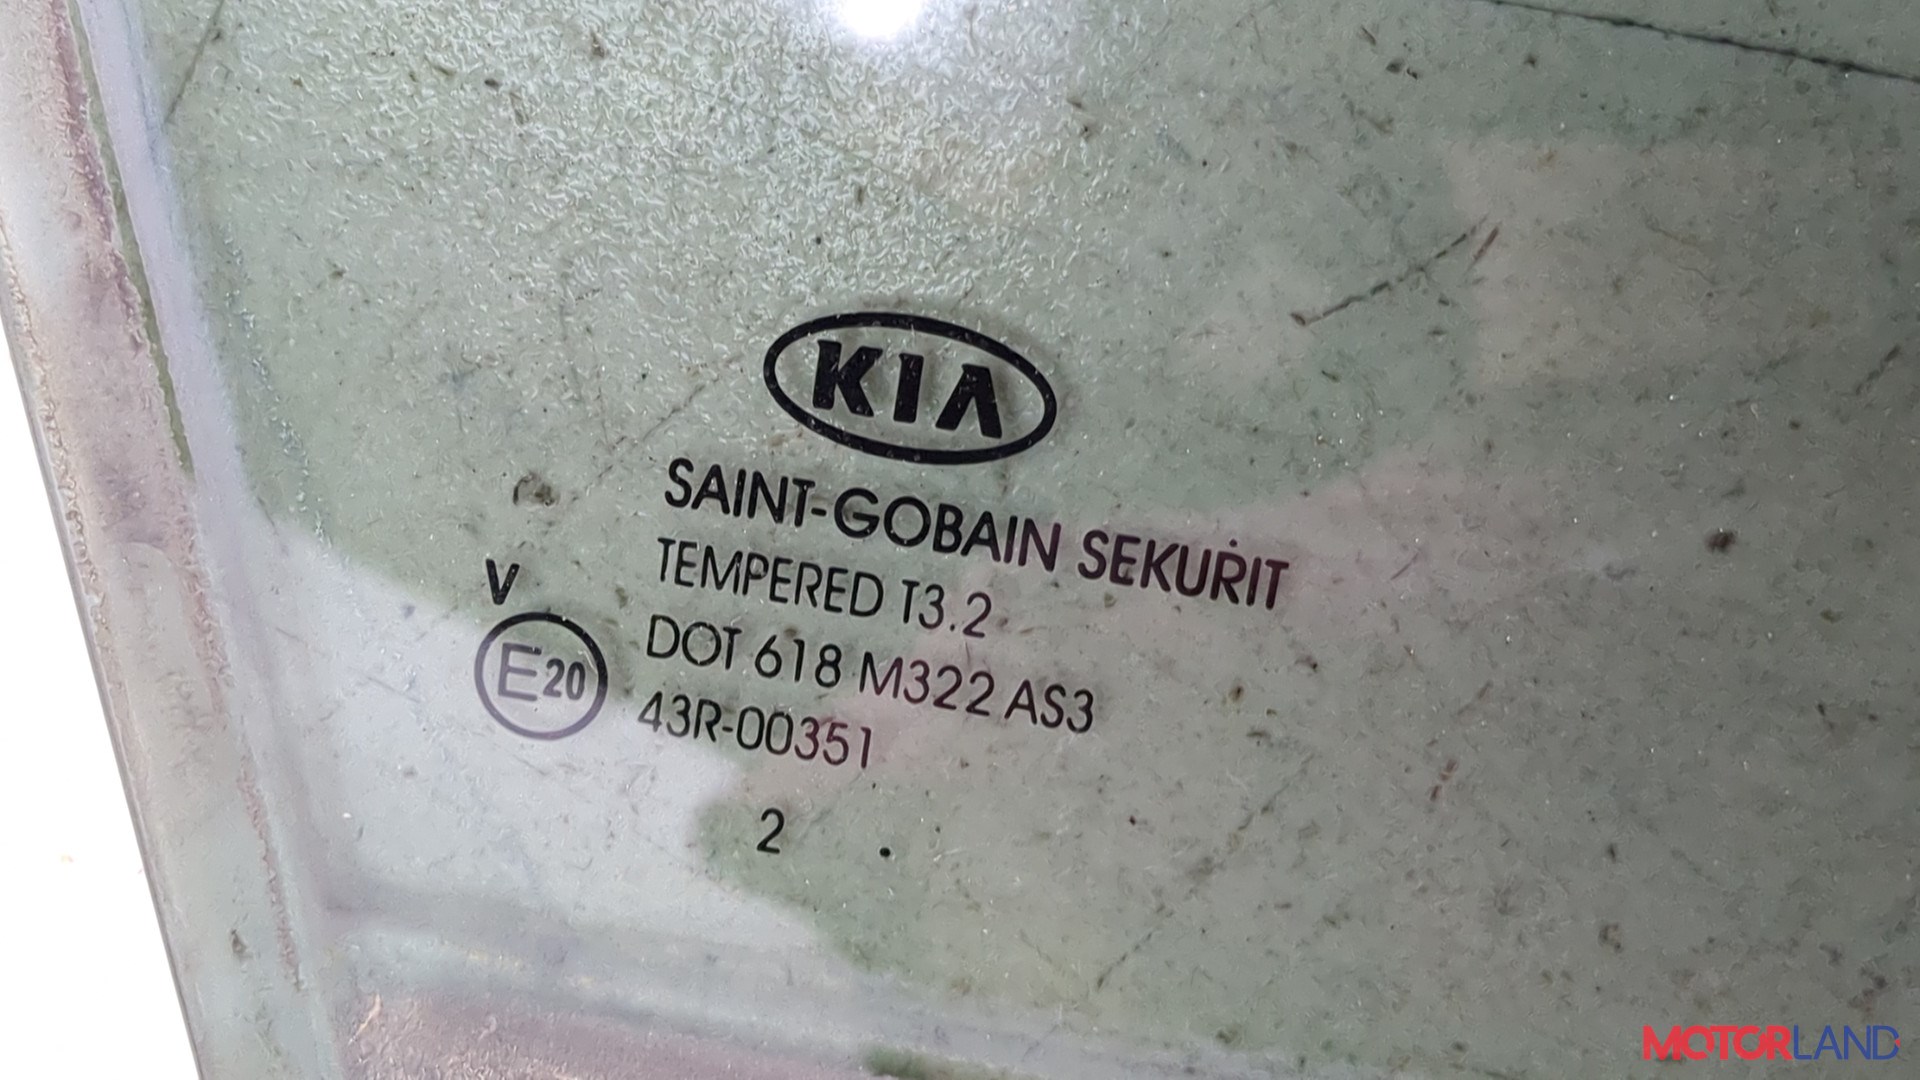 KIA
SAINT-GOBAIN SEKURIT
TEMPERED T3.2
V
DOT 618 M322 AS3
E20
43R-00351
2 .
MOTORLAND